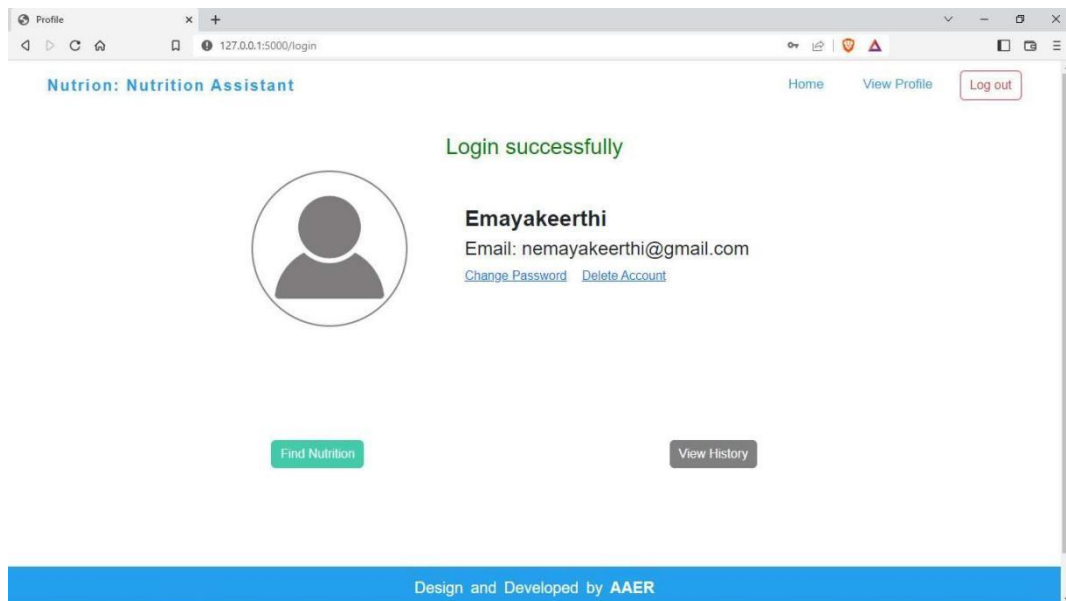 Profile
127.0.0.1:5000/login
Nutrion: Nutrition Assistant Home View Profile Log out
Login successfully
Emayakeerthi
Email: nemayakeerthi@gmail.com
Change Password Delete Account
Find Nutrition View History
Design and Developed by AAER